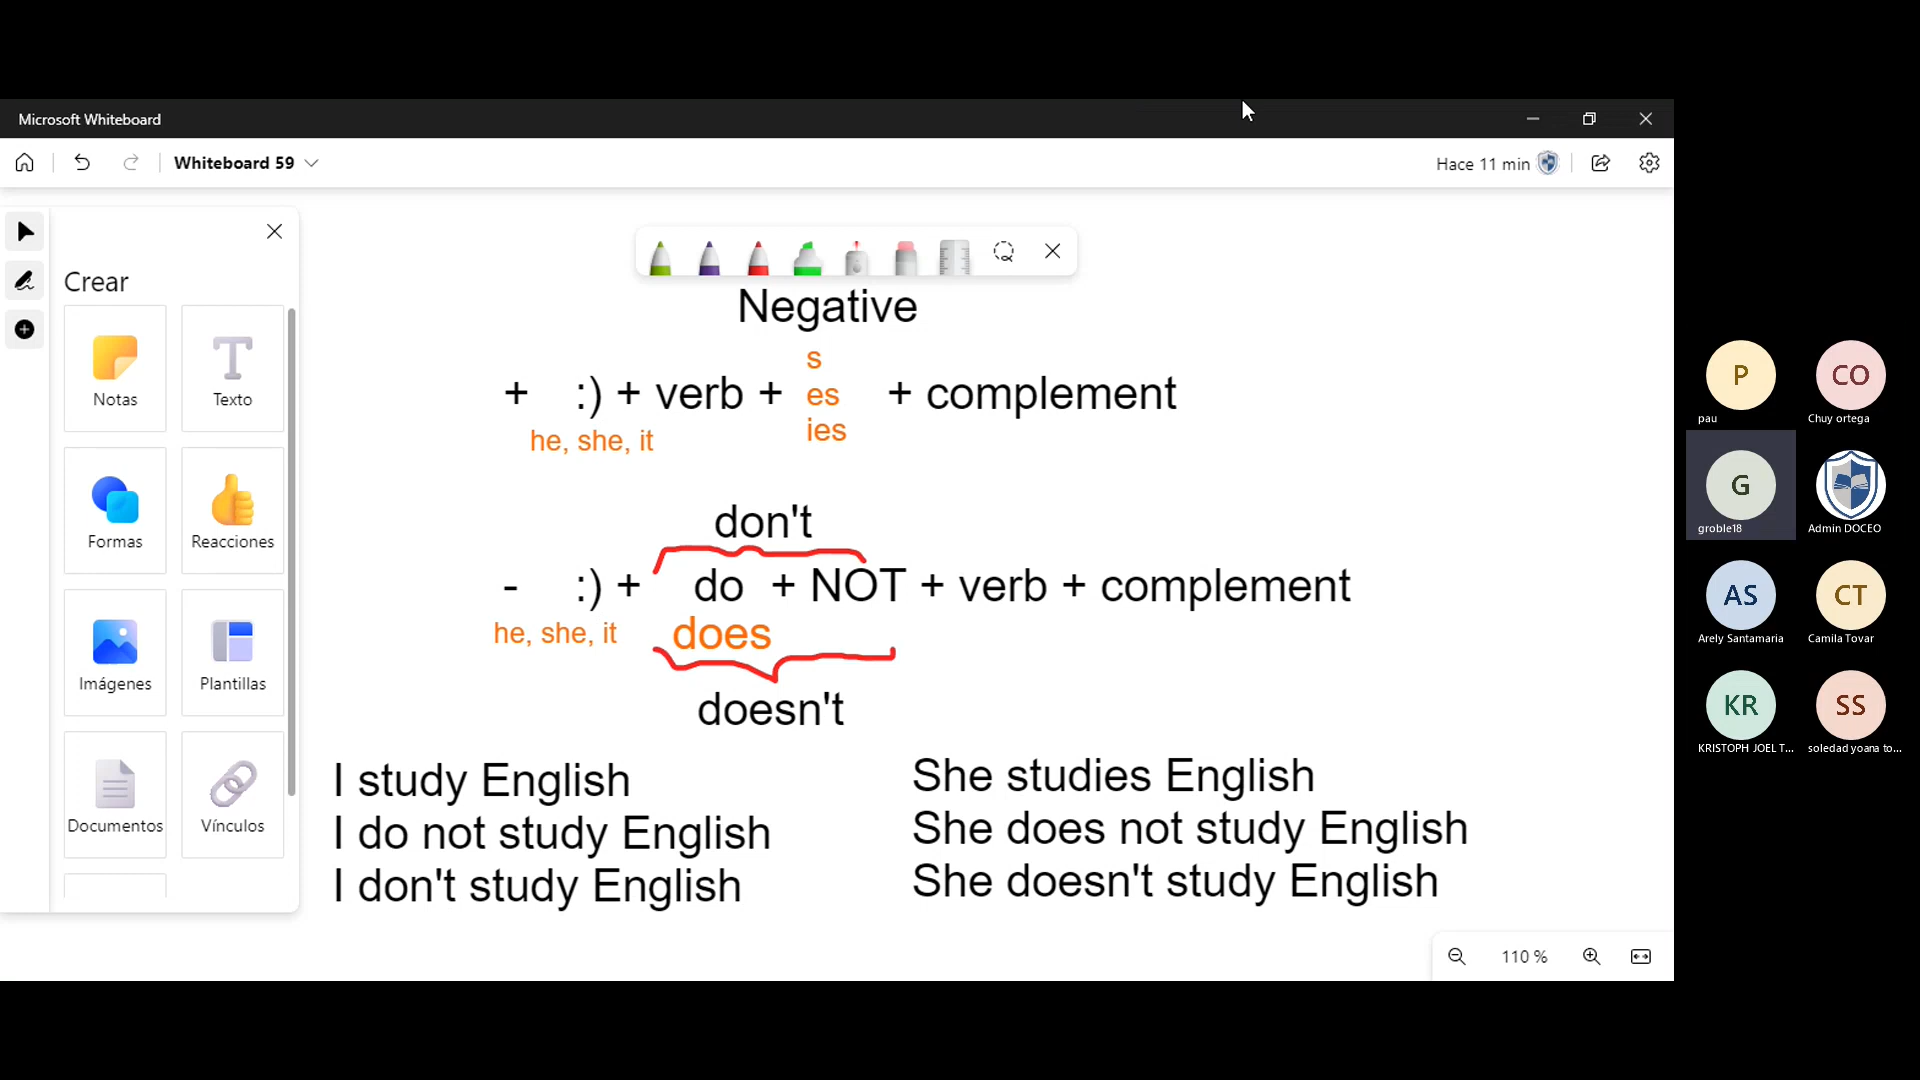 Microsoft Whiteboard
Whiteboard 59
Hace 11 min
Crear
Notas
Texto
Formas
Reacciones
Imágenes
Plantillas
Documentos
Vínculos
Negative
s
+ :) + verb + es + complement
ies
he, she, it
don't
- :) + do + NOT + verb + complement
he, she, it does
doesn't
I study English
I do not study English
I don't study English
She studies English
She does not study English
She doesn't study English
110 %
P
pau
CO
Chuy ortega
G
groble18
Admin DOCEO
AS
Arely Santamaria
CT
Camila Tovar
KR
KRISTOPH JOEL T...
SS
soledad yoana to...